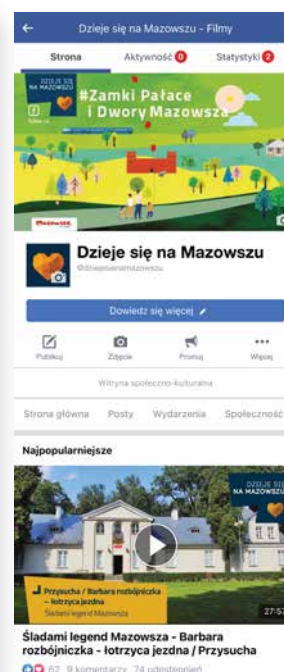 Dzieje się na Mazowszu - Filmy
Strona
Aktywność 0
Statystyki 2
DZIEJE SIĘ
NA MAZOWSZU
#Zamki Pałace
i Dwory Mazowsza
Mazowsze
Dzieje się na Mazowszu
@dziejesienamazowszu
Dowiedz się więcej
Publikuj
Zdjęcie
Promuj
Więcej
Witryna społeczno-kulturalna
Strona główna
Posty
Wydarzenia
Społeczność
Najpopularniejsze
DZIEJE SIĘ
NA MAZOWSZU
Przysucha / Barbara rozbójniczka
– łotrzyca jezdna
Śladami legend Mazowsza
27:57
Śladami legend Mazowsza - Barbara
rozbójniczka - łotrzyca jezdna / Przysucha
62 9 komentarzy 74 udostępnień